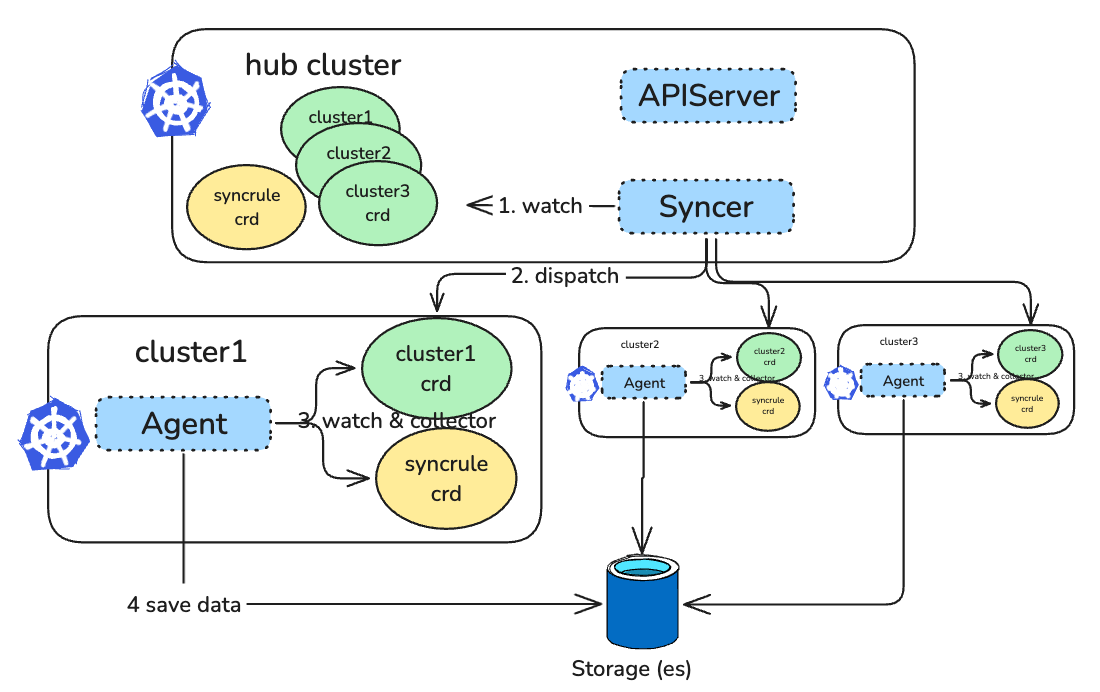 hub cluster
APIServer
cluster1
cluster2
cluster3
crd
syncrule
crd
1. watch
Syncer
2. dispatch
cluster1
cluster1
crd
Agent
3. watch & collector
syncrule
crd
cluster2
cluster2
crd
Agent
3. watch & collector
syncrule
crd
cluster3
cluster3
crd
Agent
3. watch & collector
syncrule
crd
4 save data
Storage (es)